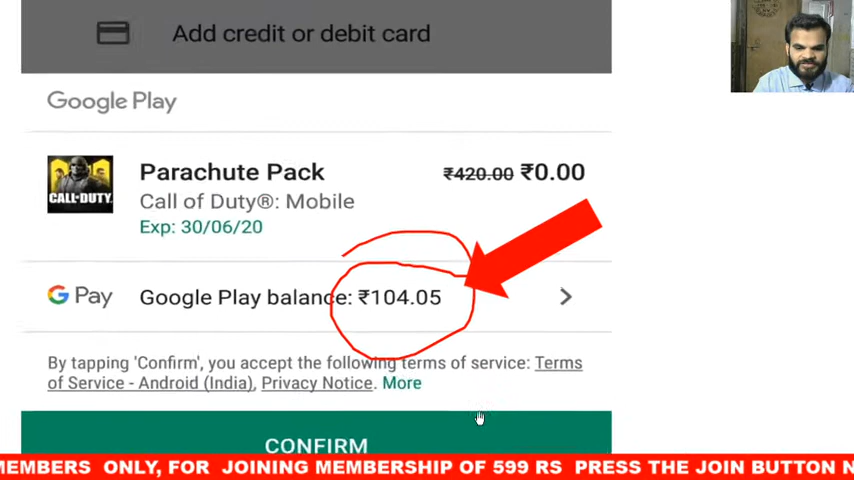 Add credit or debit card
Google Play
Parachute Pack ₹420.00 ₹0.00
CALL OF DUTY
Call of Duty®: Mobile
Exp: 30/06/20
G Pay Google Play balance: ₹104.05
By tapping 'Confirm', you accept the following terms of service: Terms
of Service - Android (India), Privacy Notice. More
CONFIRM
MEMBERS ONLY, FOR JOINING MEMBERSHIP OF 599 RS PRESS THE JOIN BUTTON N